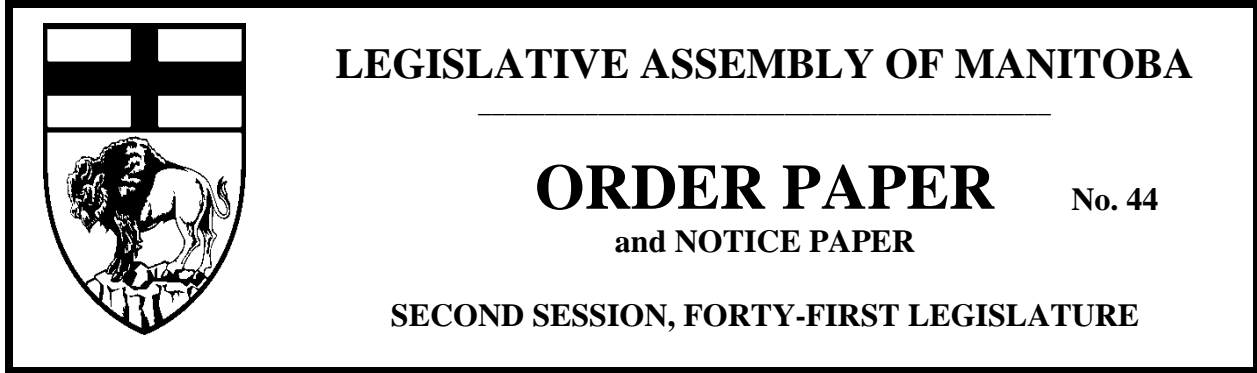 LEGISLATIVE ASSEMBLY OF MANITOBA
ORDER PAPER No. 44
and NOTICE PAPER
SECOND SESSION, FORTY-FIRST LEGISLATURE